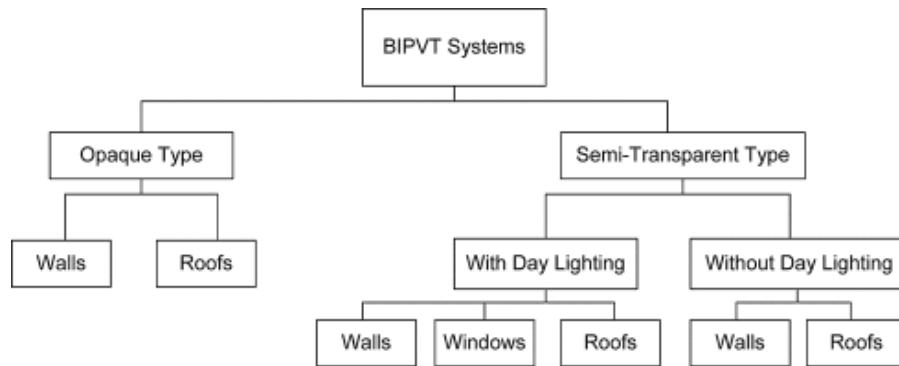 BIPVT Systems
Opaque Type
Semi-Transparent Type
Walls
Roofs
With Day Lighting
Without Day Lighting
Walls
Windows
Roofs
Walls
Roofs